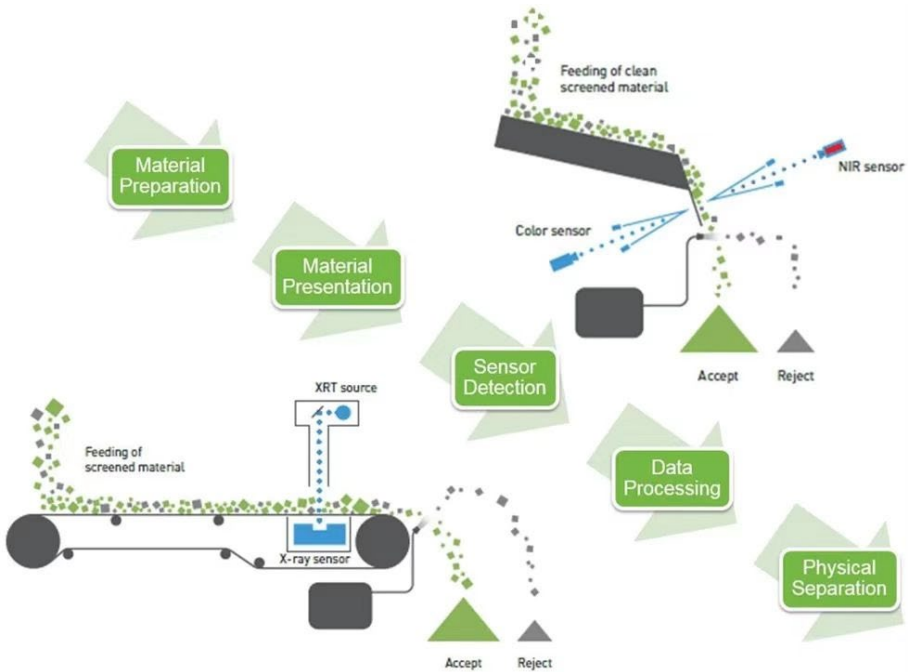 Feeding of clean
screened material
Material
Preparation
NIR sensor
Color sensor
Material
Presentation
Sensor
Detection
Accept
Reject
XRT source
Feeding of
screened material
Data
Processing
X-ray sensor
Physical
Separation
Accept
Reject